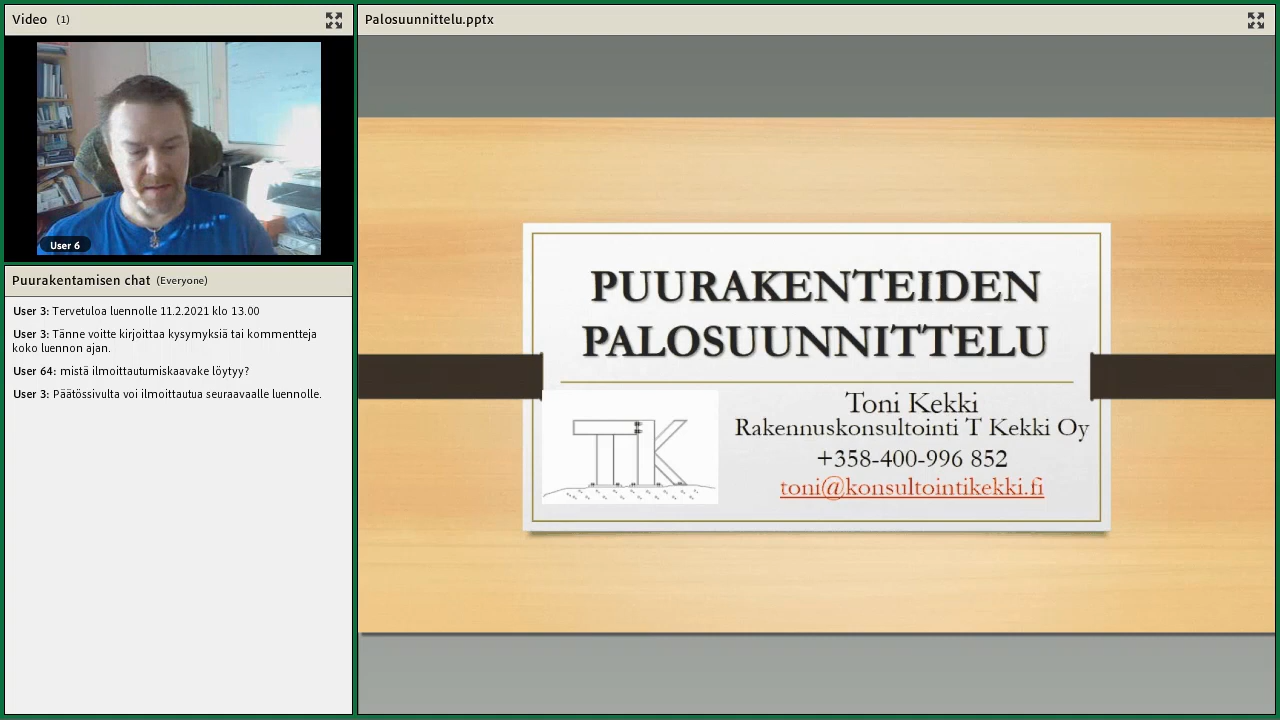 Video (1)
User 6
Puurakentamisen chat (Everyone)
User 3: Tervetuloa luennolle 11.2.2021 klo 13.00
User 3: Tänne voitte kirjoittaa kysymyksiä tai kommentteja
koko luennon ajan.
User 64: mistä ilmoittautumiskaavake löytyy?
User 3: Päätössivulta voi ilmoittautua seuraavaalle luennolle.
Palosuunnittelu.pptx
PUURAKENTEIDEN
PALOSUUNNITTELU
TK
Toni Kekki
Rakennuskonsultointi T Kekki Oy
+358-400-996 852
toni@konsultointikekki.fi